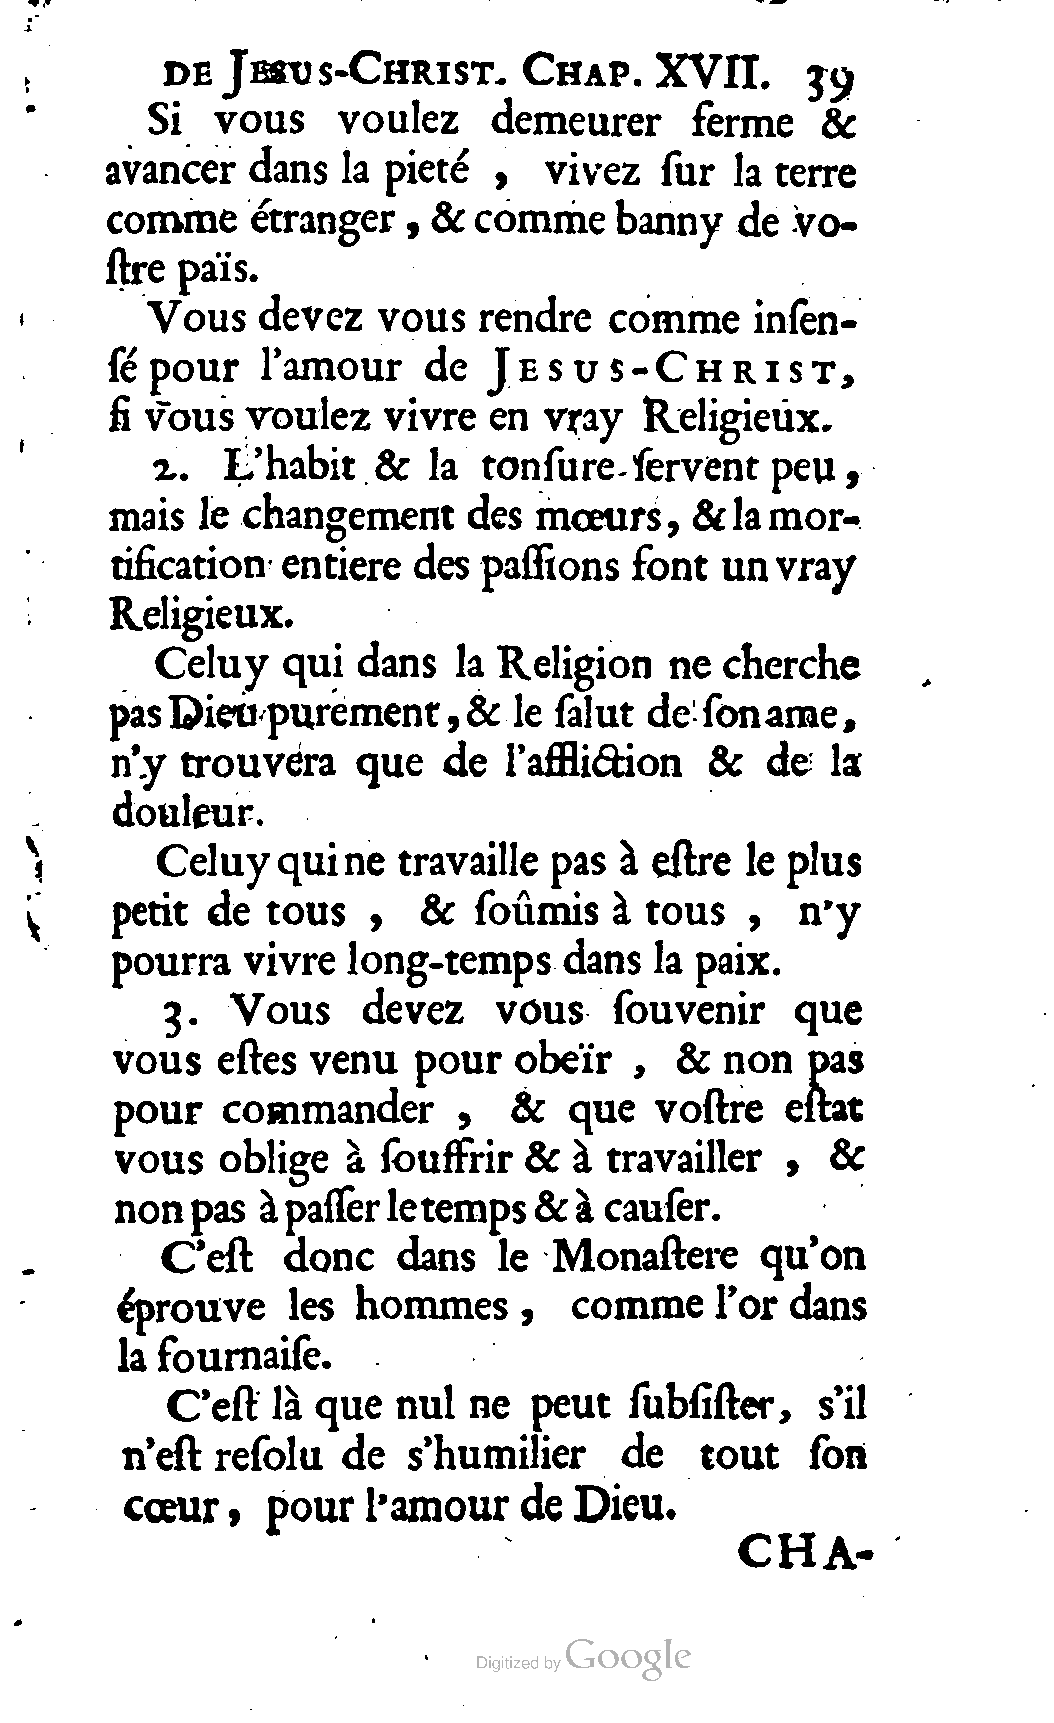 DE JESUS-CHRIST. CHAP. XVII. 39
Si vous voulez demeurer ferme &
avancer dans la pieté , vivez ſur la terre
comme étranger , & comme banny de vo-
ſtre païs.
Vous devez vous rendre comme inſen-
ſé pour l'amour de JESUS-CHRIST,
ſi vous voulez vivre en vray Religieux.
2. L'habit & la tonſure ſervent peu ,
mais le changement des mœurs, & la mor-
tification entiere des paſſions font un vray
Religieux.
Celuy qui dans la Religion ne cherche
pas Dieu purement , & le ſalut de ſon ame,
n'y trouvera que de l'affliction & de la
douleur.
Celuy qui ne travaille pas à eſtre le plus
petit de tous , & ſoûmis à tous , n'y
pourra vivre long-temps dans la paix.
3. Vous devez vous ſouvenir que
vous eſtes venu pour obeïr , & non pas
pour commander , & que voſtre eſtat
vous oblige à ſouffrir & à travailler , &
non pas à paſſer le temps & à cauſer.
C'eſt donc dans le Monaſtere qu'on
éprouve les hommes , comme l'or dans
la fournaiſe.
C'eſt là que nul ne peut ſubſiſter, s'il
n'eſt reſolu de s'humilier de tout ſon
cœur , pour l'amour de Dieu.
CHA-
Digitized by Google